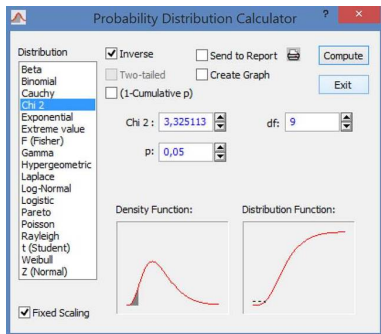 Probability Distribution Calculator ? ×
Distribution
Beta
Binomial
Cauchy
Chi 2
Exponential
Extreme value
F (Fisher)
Gamma
Hypergeometric
Laplace
Log-Normal
Logistic
Pareto
Poisson
Rayleigh
t (Student)
Weibull
Z (Normal)
Fixed Scaling
Inverse
Two-tailed
(1-Cumulative p)
Send to Report
Create Graph
Compute
Exit
Chi 2 : 3,325113 df: 9
p: 0,05
Density Function: Distribution Function: